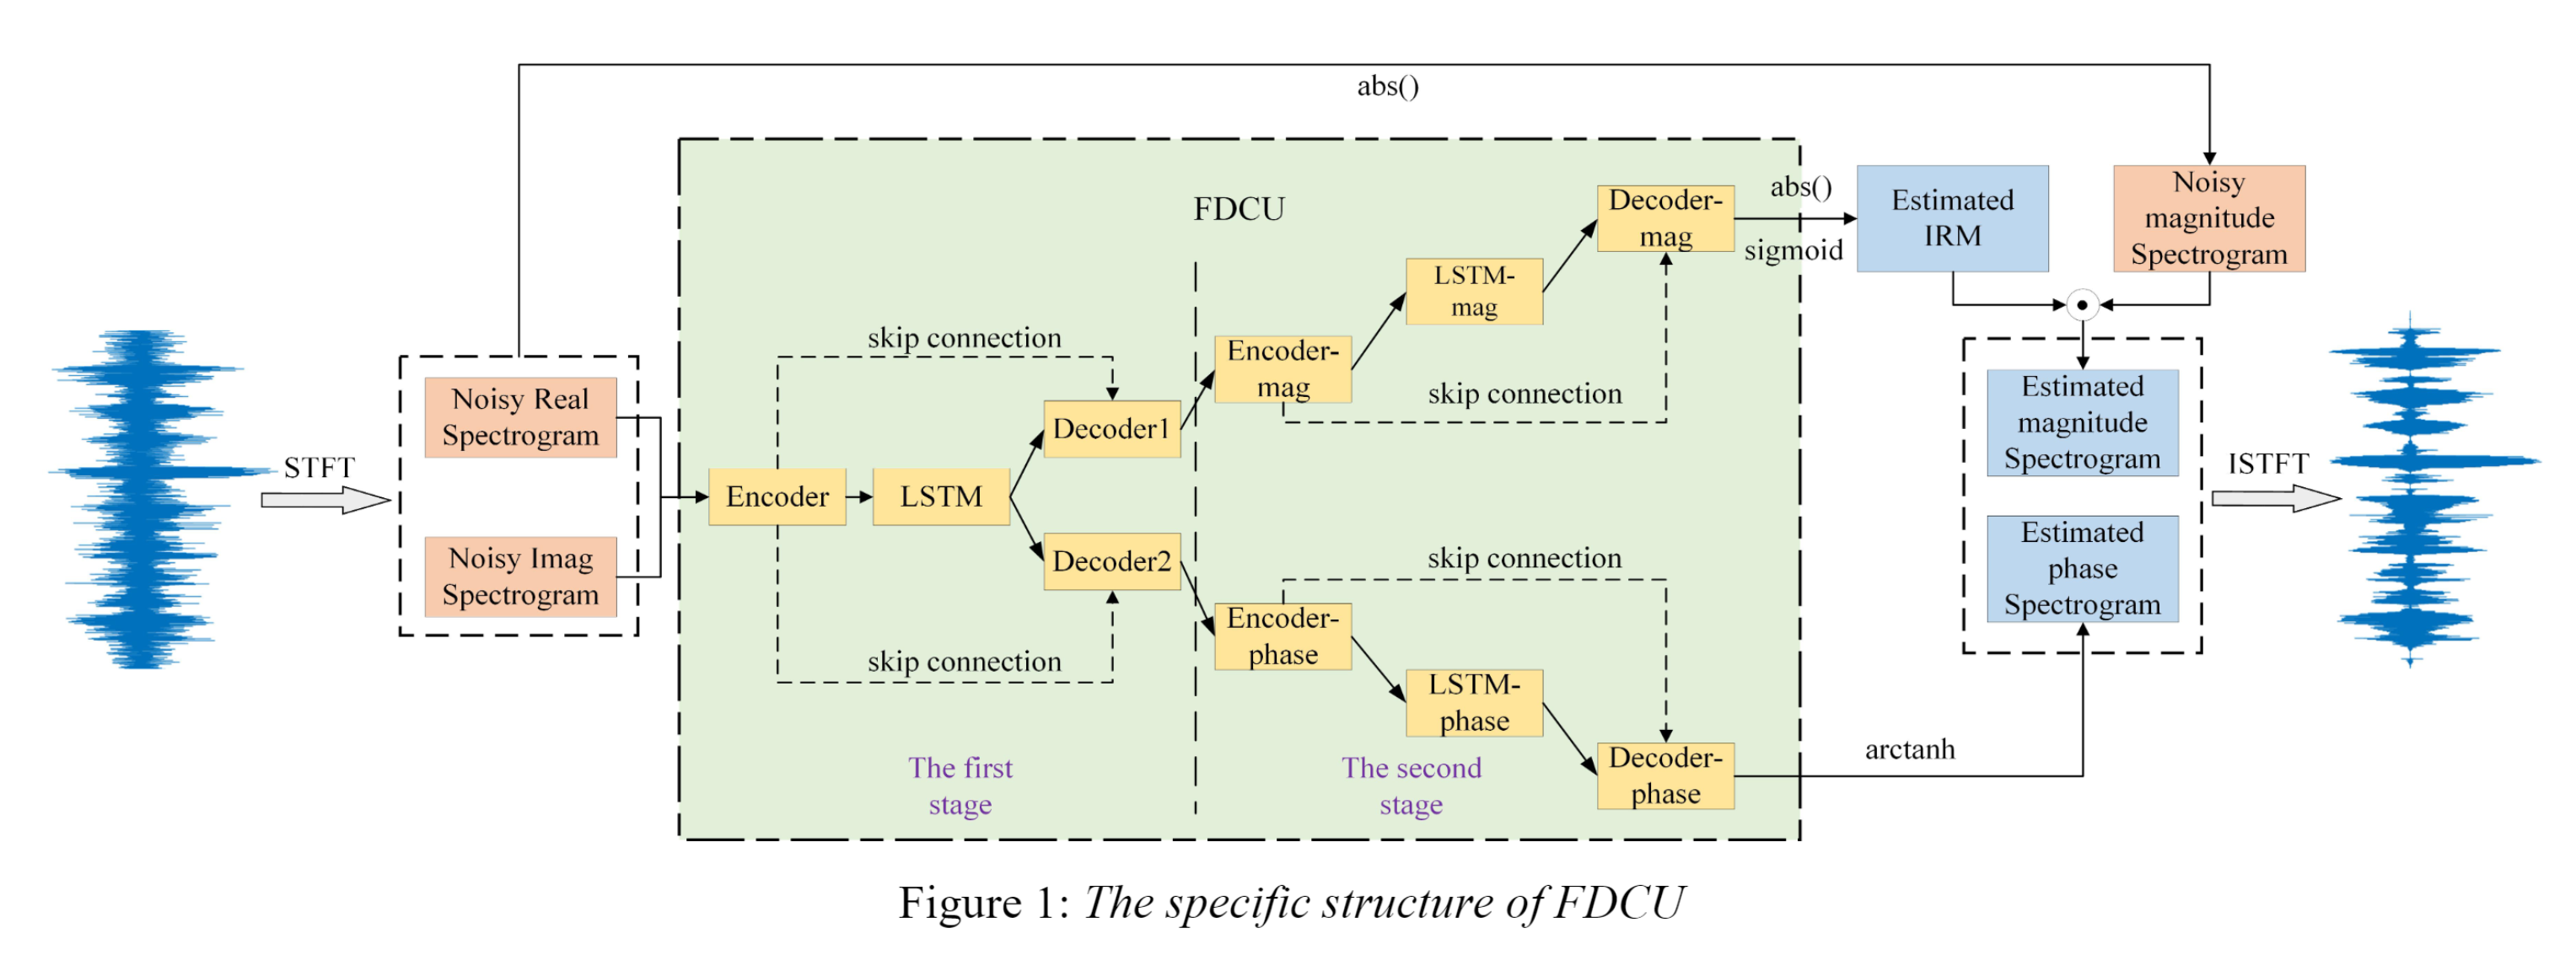 abs()
FDCU
Decoder-
mag
abs()
sigmoid
Estimated
IRM
Noisy
magnitude
Spectrogram
LSTM-
mag
skip connection
Encoder-
mag
skip connection
Noisy Real
Spectrogram
Decoder1
Estimated
magnitude
Spectrogram
STFT
ISTFT
Encoder
LSTM
Noisy Imag
Spectrogram
Decoder2
skip connection
Estimated
phase
Spectrogram
Encoder-
phase
skip connection
LSTM-
phase
The first
stage
The second
stage
Decoder-
phase
arctanh
Figure 1: The specific structure of FDCU